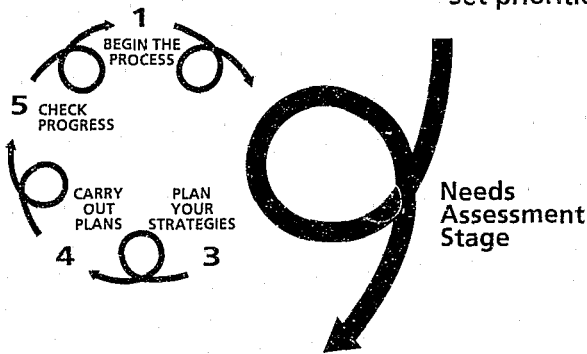 set priorities
1
BEGIN THE
PROCESS
5 CHECK
PROGRESS
CARRY
OUT
PLANS
4
PLAN
YOUR
STRATEGIES
3
Needs
Assessment
Stage